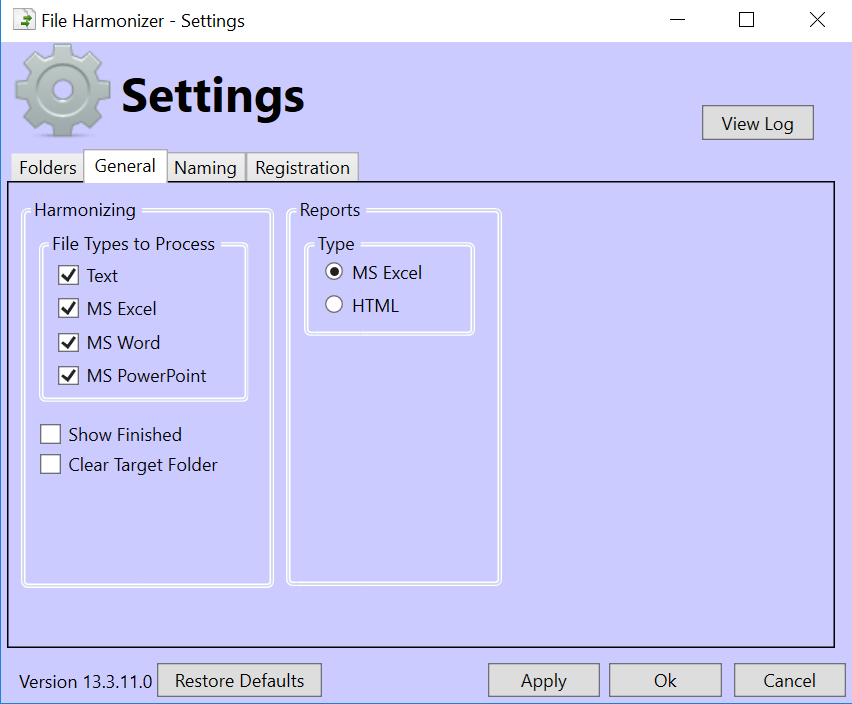 File Harmonizer - Settings
Settings
View Log
Folders General Naming Registration
Harmonizing
File Types to Process
Text
MS Excel
MS Word
MS PowerPoint
Show Finished
Clear Target Folder
Reports
Type
MS Excel
HTML
Version 13.3.11.0 Restore Defaults Apply Ok Cancel